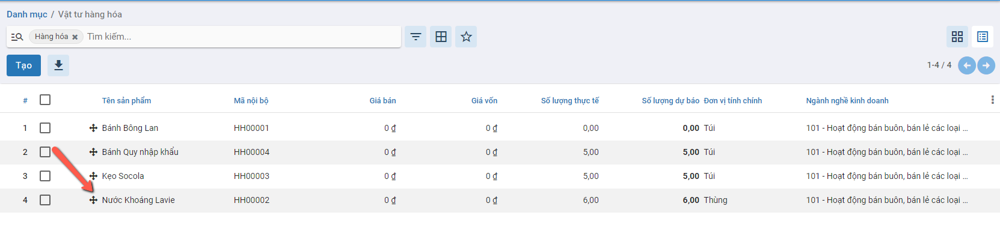 Danh mục / Vật tư hàng hóa
Hàng hóa Tìm kiếm...
Tạo 1-4 / 4
# Tên sản phẩm Mã nội bộ Giá bán Giá vốn Số lượng thực tế Số lượng dự báo Đơn vị tính chính Ngành nghề kinh doanh
1 Bánh Bông Lan HH00001 0 ₫ 0 ₫ 0,00 0,00 Túi 101 - Hoạt động bán buôn, bán lẻ các loại ...
2 Bánh Quy nhập khẩu HH00004 0 ₫ 0 ₫ 5,00 5,00 Túi 101 - Hoạt động bán buôn, bán lẻ các loại ...
3 Kẹo Socola HH00003 0 ₫ 0 ₫ 5,00 5,00 Túi 101 - Hoạt động bán buôn, bán lẻ các loại ...
4 Nước Khoáng Lavie HH00002 0 ₫ 0 ₫ 6,00 6,00 Thùng 101 - Hoạt động bán buôn, bán lẻ các loại ...